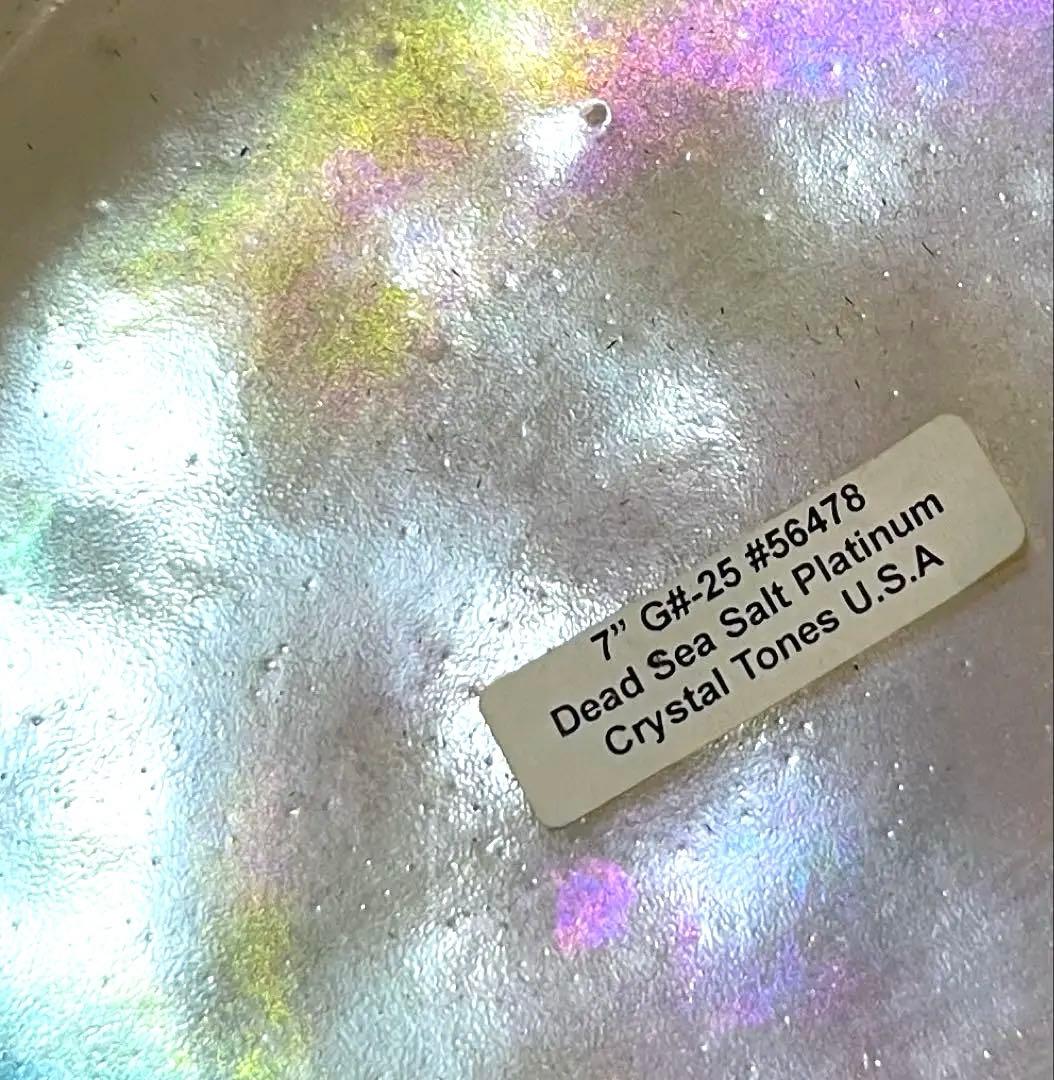 7” G#-25 #56478
Dead Sea Salt Platinum
Crystal Tones U.S.A